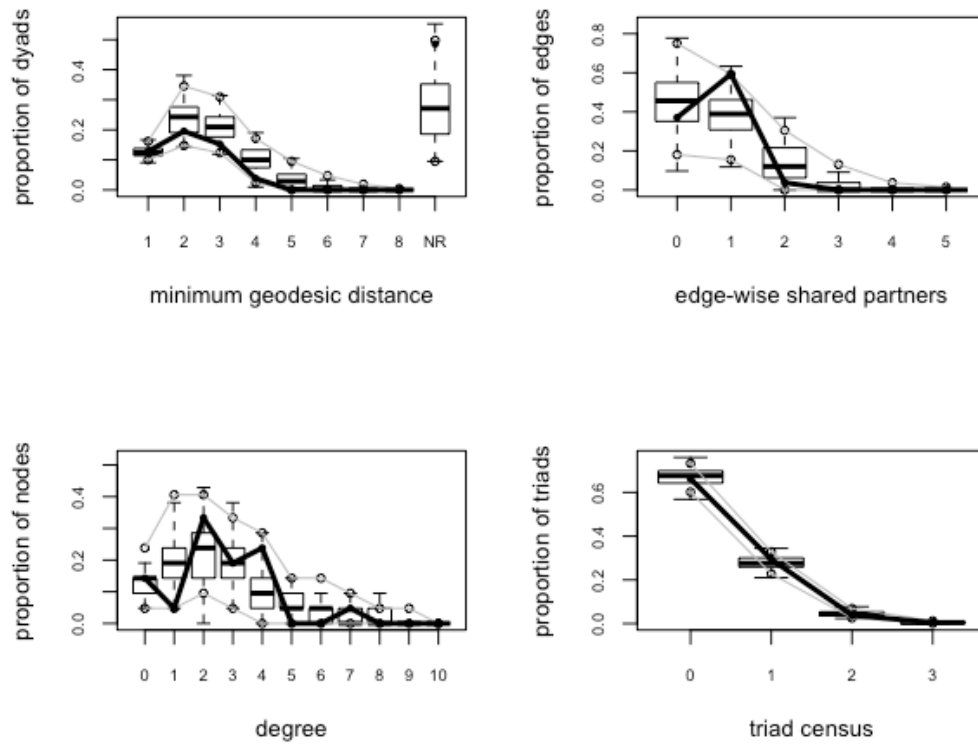 proportion of dyads
0.4
0.2
0.0
1 2 3 4 5 6 7 8 NR
minimum geodesic distance
proportion of edges
0.8
0.6
0.4
0.2
0.0
0 1 2 3 4 5
edge-wise shared partners
proportion of nodes
0.4
0.2
0.0
0 1 2 3 4 5 6 7 8 9 10
degree
proportion of triads
0.6
0.4
0.2
0.0
0 1 2 3
triad census